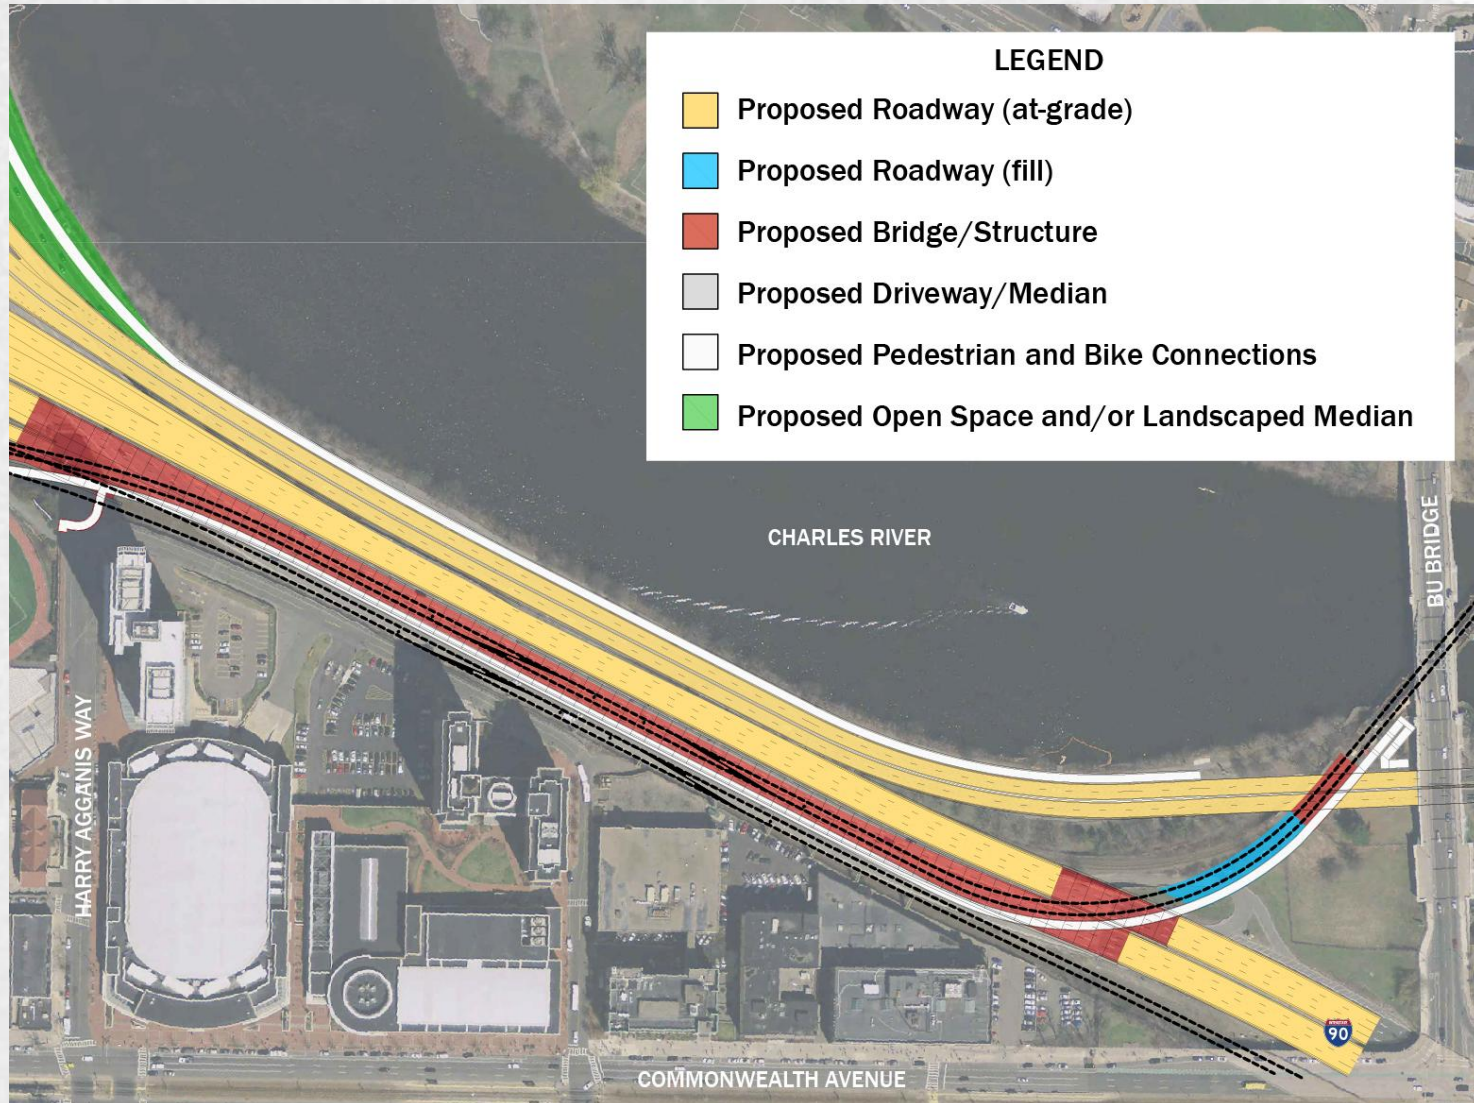 LEGEND
Proposed Roadway (at-grade)
Proposed Roadway (fill)
Proposed Bridge/Structure
Proposed Driveway/Median
Proposed Pedestrian and Bike Connections
Proposed Open Space and/or Landscaped Median
CHARLES RIVER
BU BRIDGE
HARRY AGGANIS WAY
90
COMMONWEALTH AVENUE